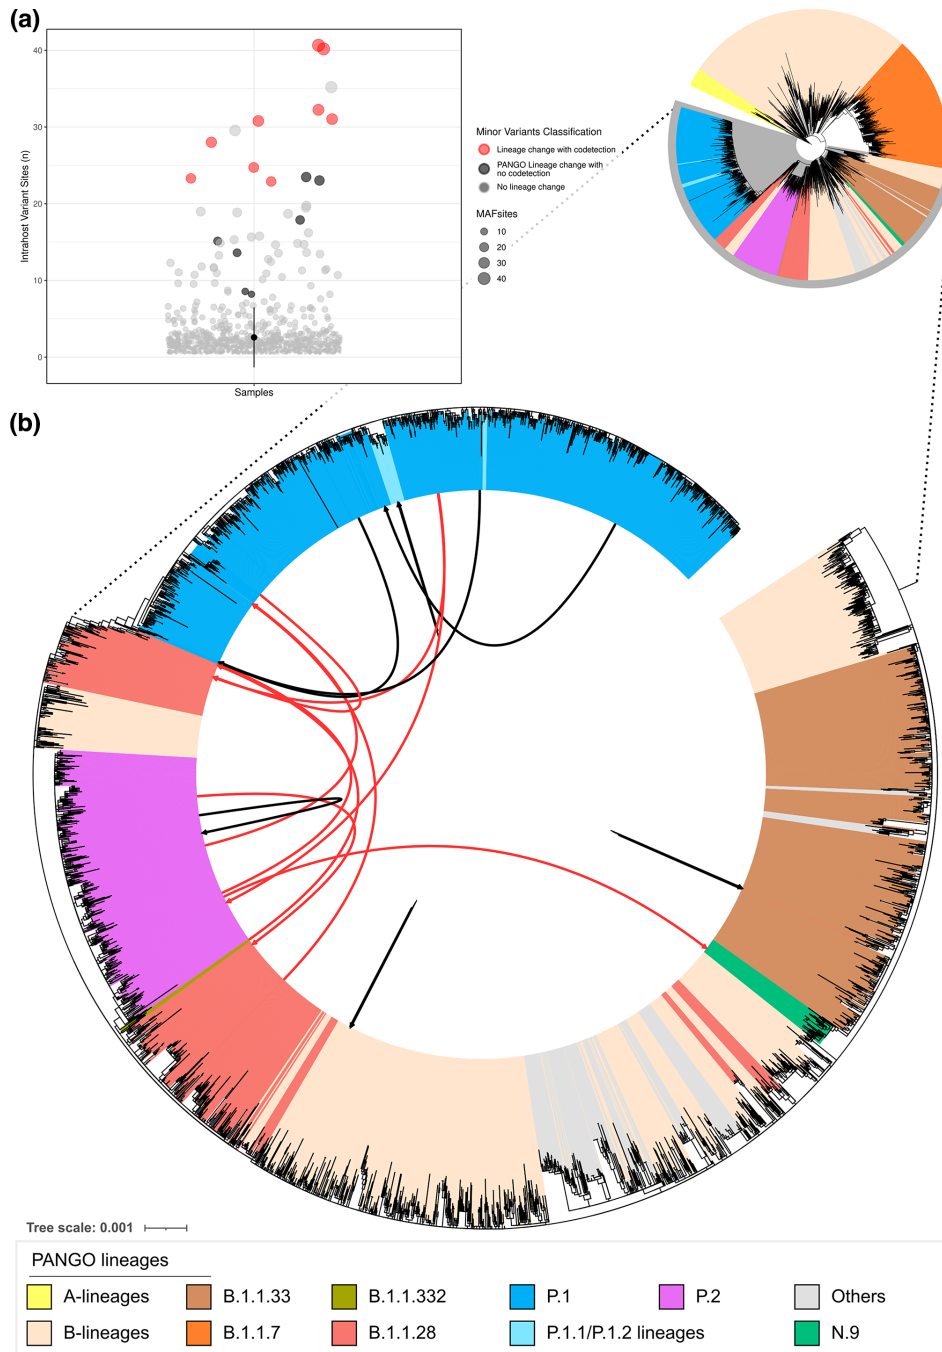 (a)
Intrahost Variant Sites (n)
40
30
20
10
0
Samples
Minor Variants Classification
Lineage change with codetection
PANGO Lineage change with
no codetection
No lineage change
MAFsites
10
20
30
40
(b)
Tree scale: 0.001
PANGO lineages
A-lineages
B.1.1.33
B.1.1.332
P.1
P.2
Others
B-lineages
B.1.1.7
B.1.1.28
P.1.1/P.1.2 lineages
N.9